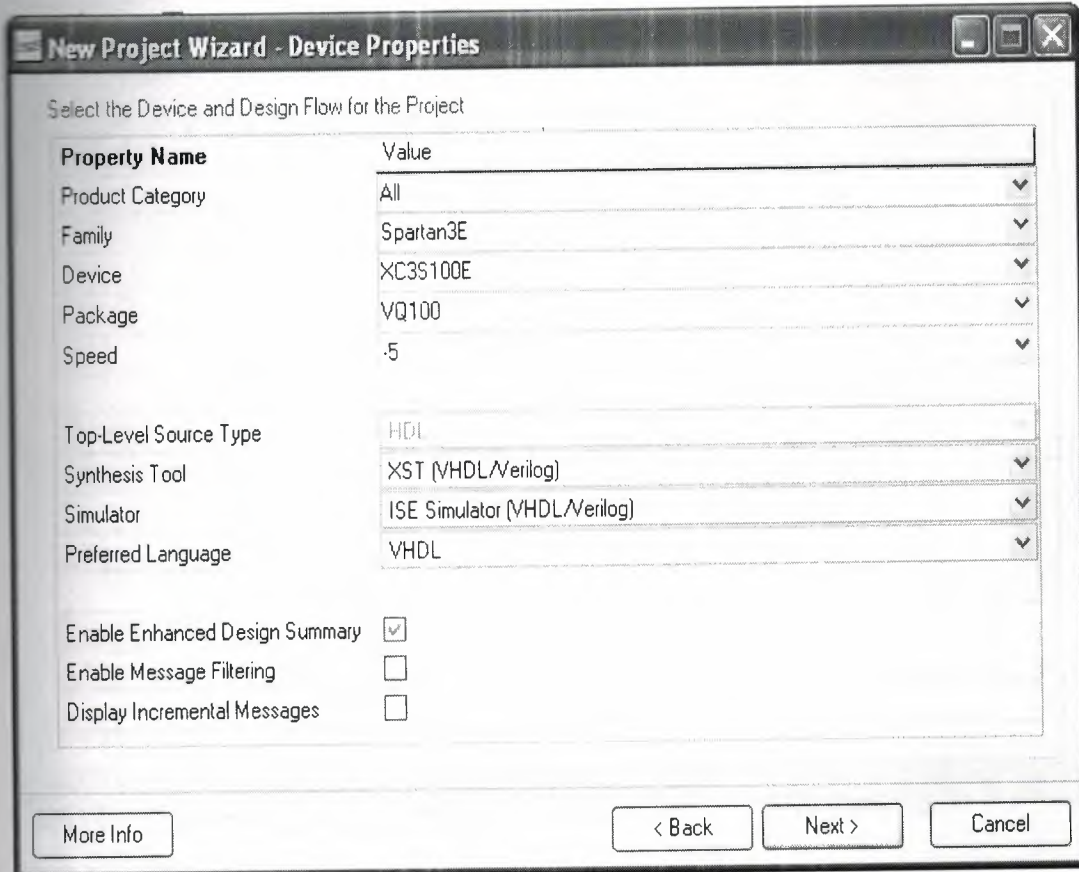 New Project Wizard - Device Properties
Select the Device and Design Flow for the Project
Property Name Value
Product Category All
Family Spartan3E
Device XC3S100E
Package VQ100
Speed -5
Top-Level Source Type HDL
Synthesis Tool XST (VHDL/Verilog)
Simulator ISE Simulator (VHDL/Verilog)
Preferred Language VHDL
Enable Enhanced Design Summary
Enable Message Filtering
Display Incremental Messages
More Info < Back Next > Cancel